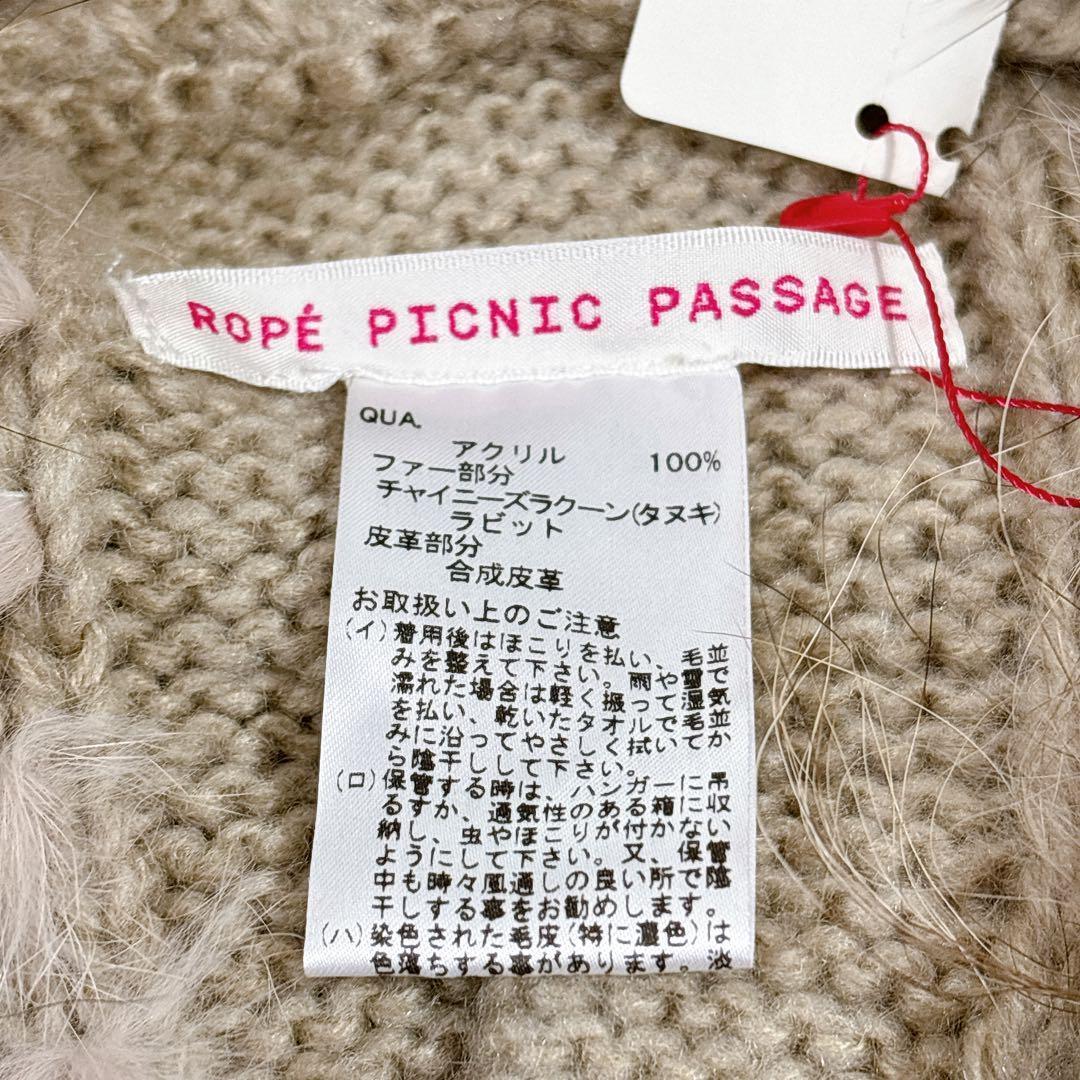 ROPÉ PICNIC PASSAGE
QUA.
アクリル 100%
ファー部分
チャイニーズラクーン(タヌキ)
ラビット
皮革部分
合成皮革
お取扱い上のご注意
(イ)着用後はほこりを払い、毛並
みを整えて下さい。雨や雪で
濡れた場合は軽く振って湿気
を払い、乾いたタオルで毛並
みに沿ってやさしく拭いてか
ら陰干しして下さい。
(ロ)保管する時は、ハンガーに吊
るすか、通気性のある箱に収
納し、虫やほこりが付かない
ようにして下さい。又、保管
中も時々風通しの良い所で陰
干しする事をお勧めします。
(ハ)染色された毛皮(特に濃色)は
色落ちする事があります。淡